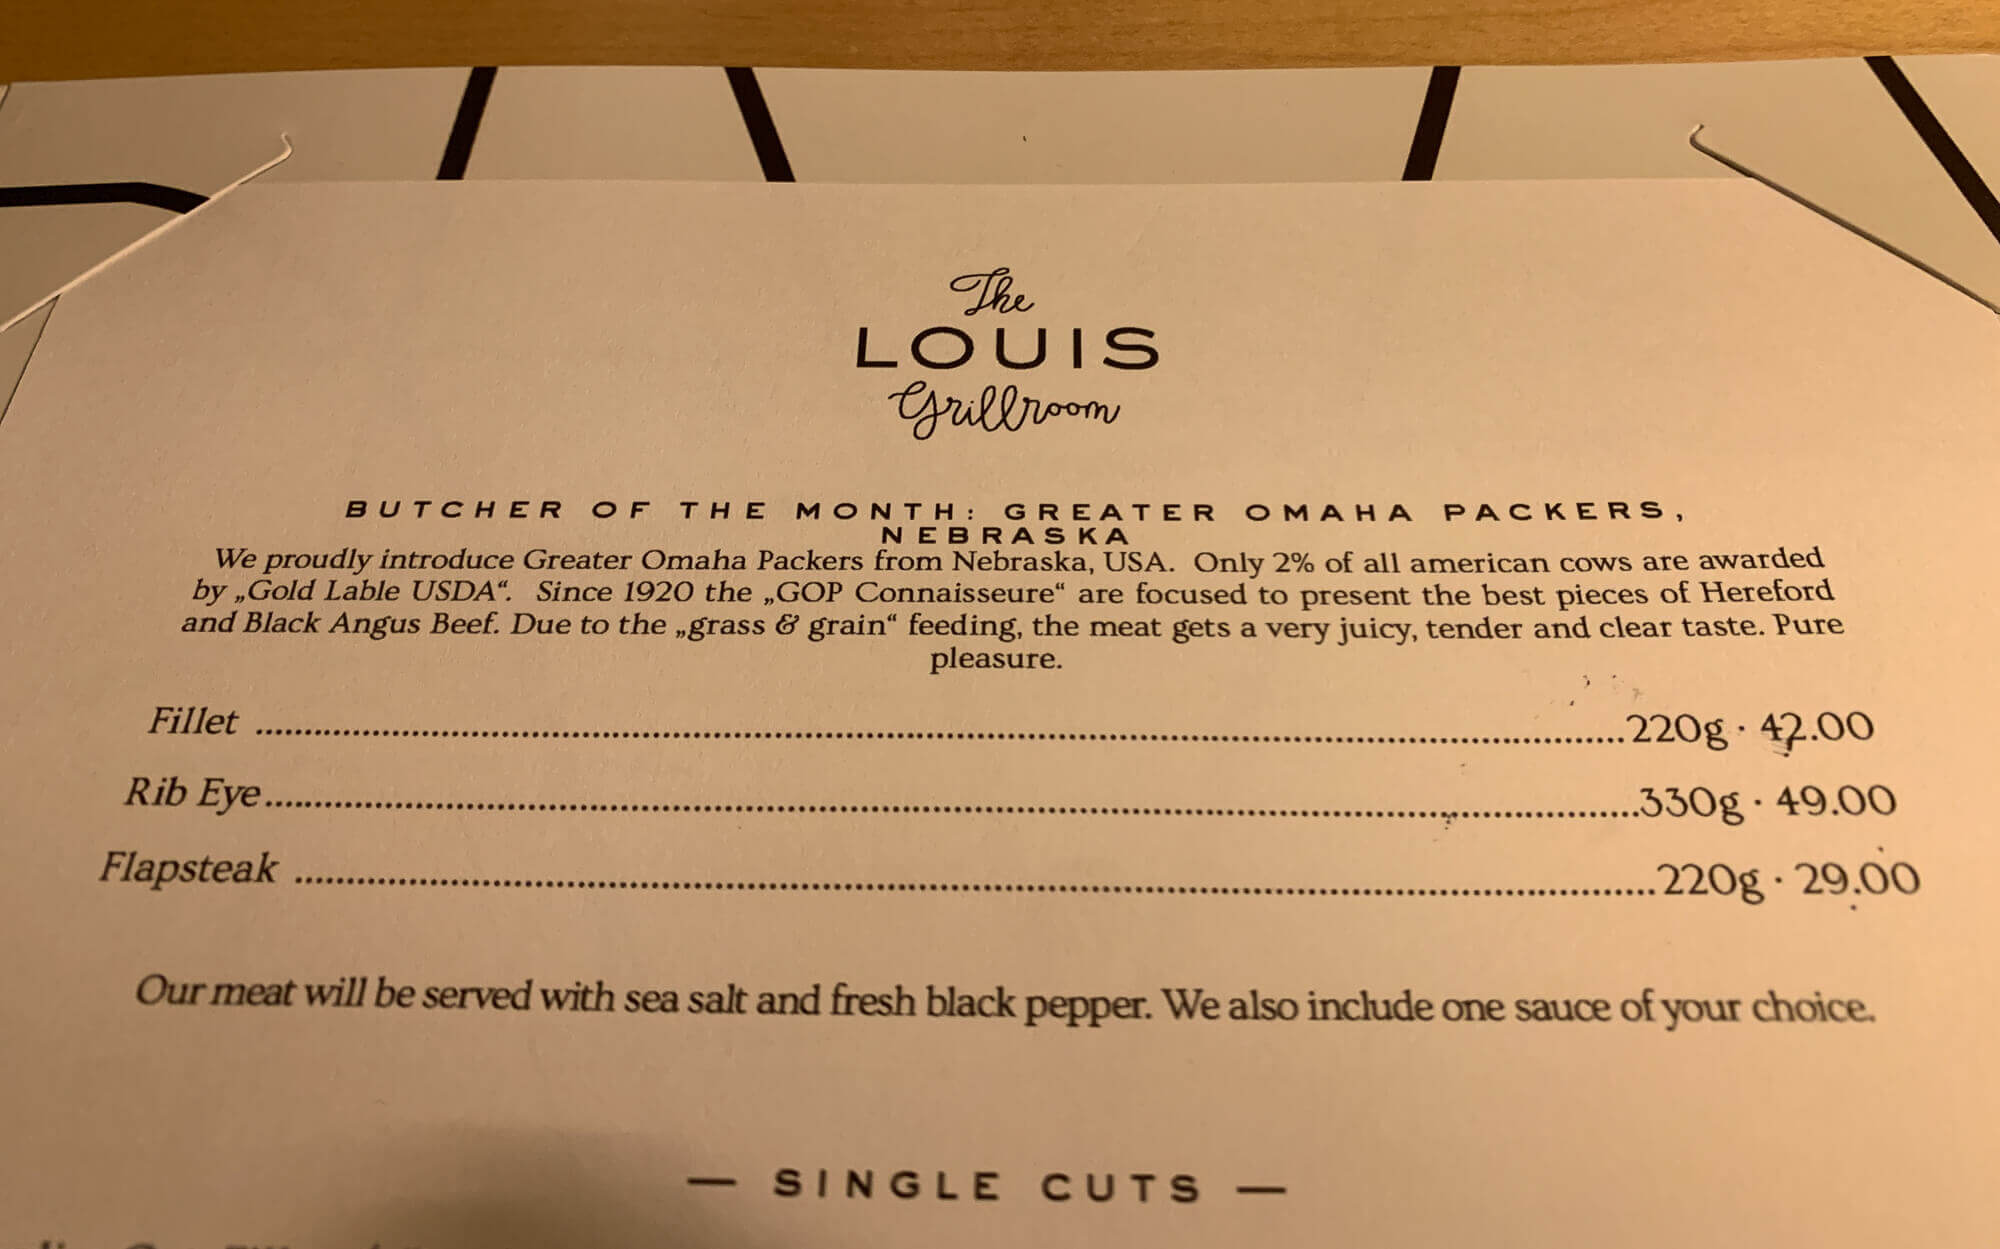 The
LOUIS
Grillroom
BUTCHER OF THE MONTH: GREATER OMAHA PACKERS,
NEBRASKA
We proudly introduce Greater Omaha Packers from Nebraska, USA. Only 2% of all american cows are awarded
by „Gold Lable USDA“. Since 1920 the „GOP Connaisseure“ are focused to present the best pieces of Hereford
and Black Angus Beef. Due to the „grass & grain“ feeding, the meat gets a very juicy, tender and clear taste. Pure
pleasure.
Fillet ........................................................................................................220g · 42.00
Rib Eye........................................................................................................330g · 49.00
Flapsteak ........................................................................................................220g · 29.00
Our meat will be served with sea salt and fresh black pepper. We also include one sauce of your choice.
— SINGLE CUTS —